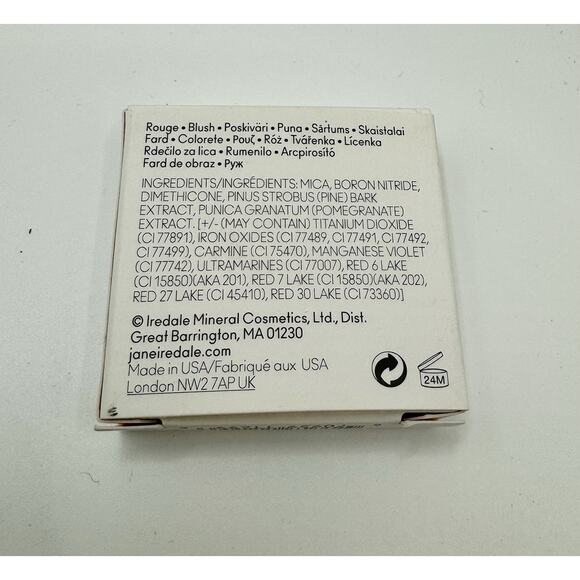 Rouge • Blush • Poskiväri • Puna • Sārtums • Skaistalai
Fard • Colorete • Ρουζ • Róż • Tvářenka • Lícenka
Rdečilo za lica • Rumenilo • Arcpirosító
Fard de obraz • Руж
INGREDIENTS/INGRÉDIENTS: MICA, BORON NITRIDE,
DIMETHICONE, PINUS STROBUS (PINE) BARK
EXTRACT, PUNICA GRANATUM (POMEGRANATE)
EXTRACT. [+/- (MAY CONTAIN) TITANIUM DIOXIDE
(CI 77891), IRON OXIDES (CI 77489, CI 77491, CI 77492,
CI 77499), CARMINE (CI 75470), MANGANESE VIOLET
(CI 77742), ULTRAMARINES (CI 77007), RED 6 LAKE
(CI 15850)(AKA 201), RED 7 LAKE (CI 15850)(AKA 202),
RED 27 LAKE (CI 45410), RED 30 LAKE (CI 73360)]
© Iredale Mineral Cosmetics, Ltd., Dist.
Great Barrington, MA 01230
janeiredale.com
Made in USA/Fabriqué aux USA
London NW2 7AP UK
24M